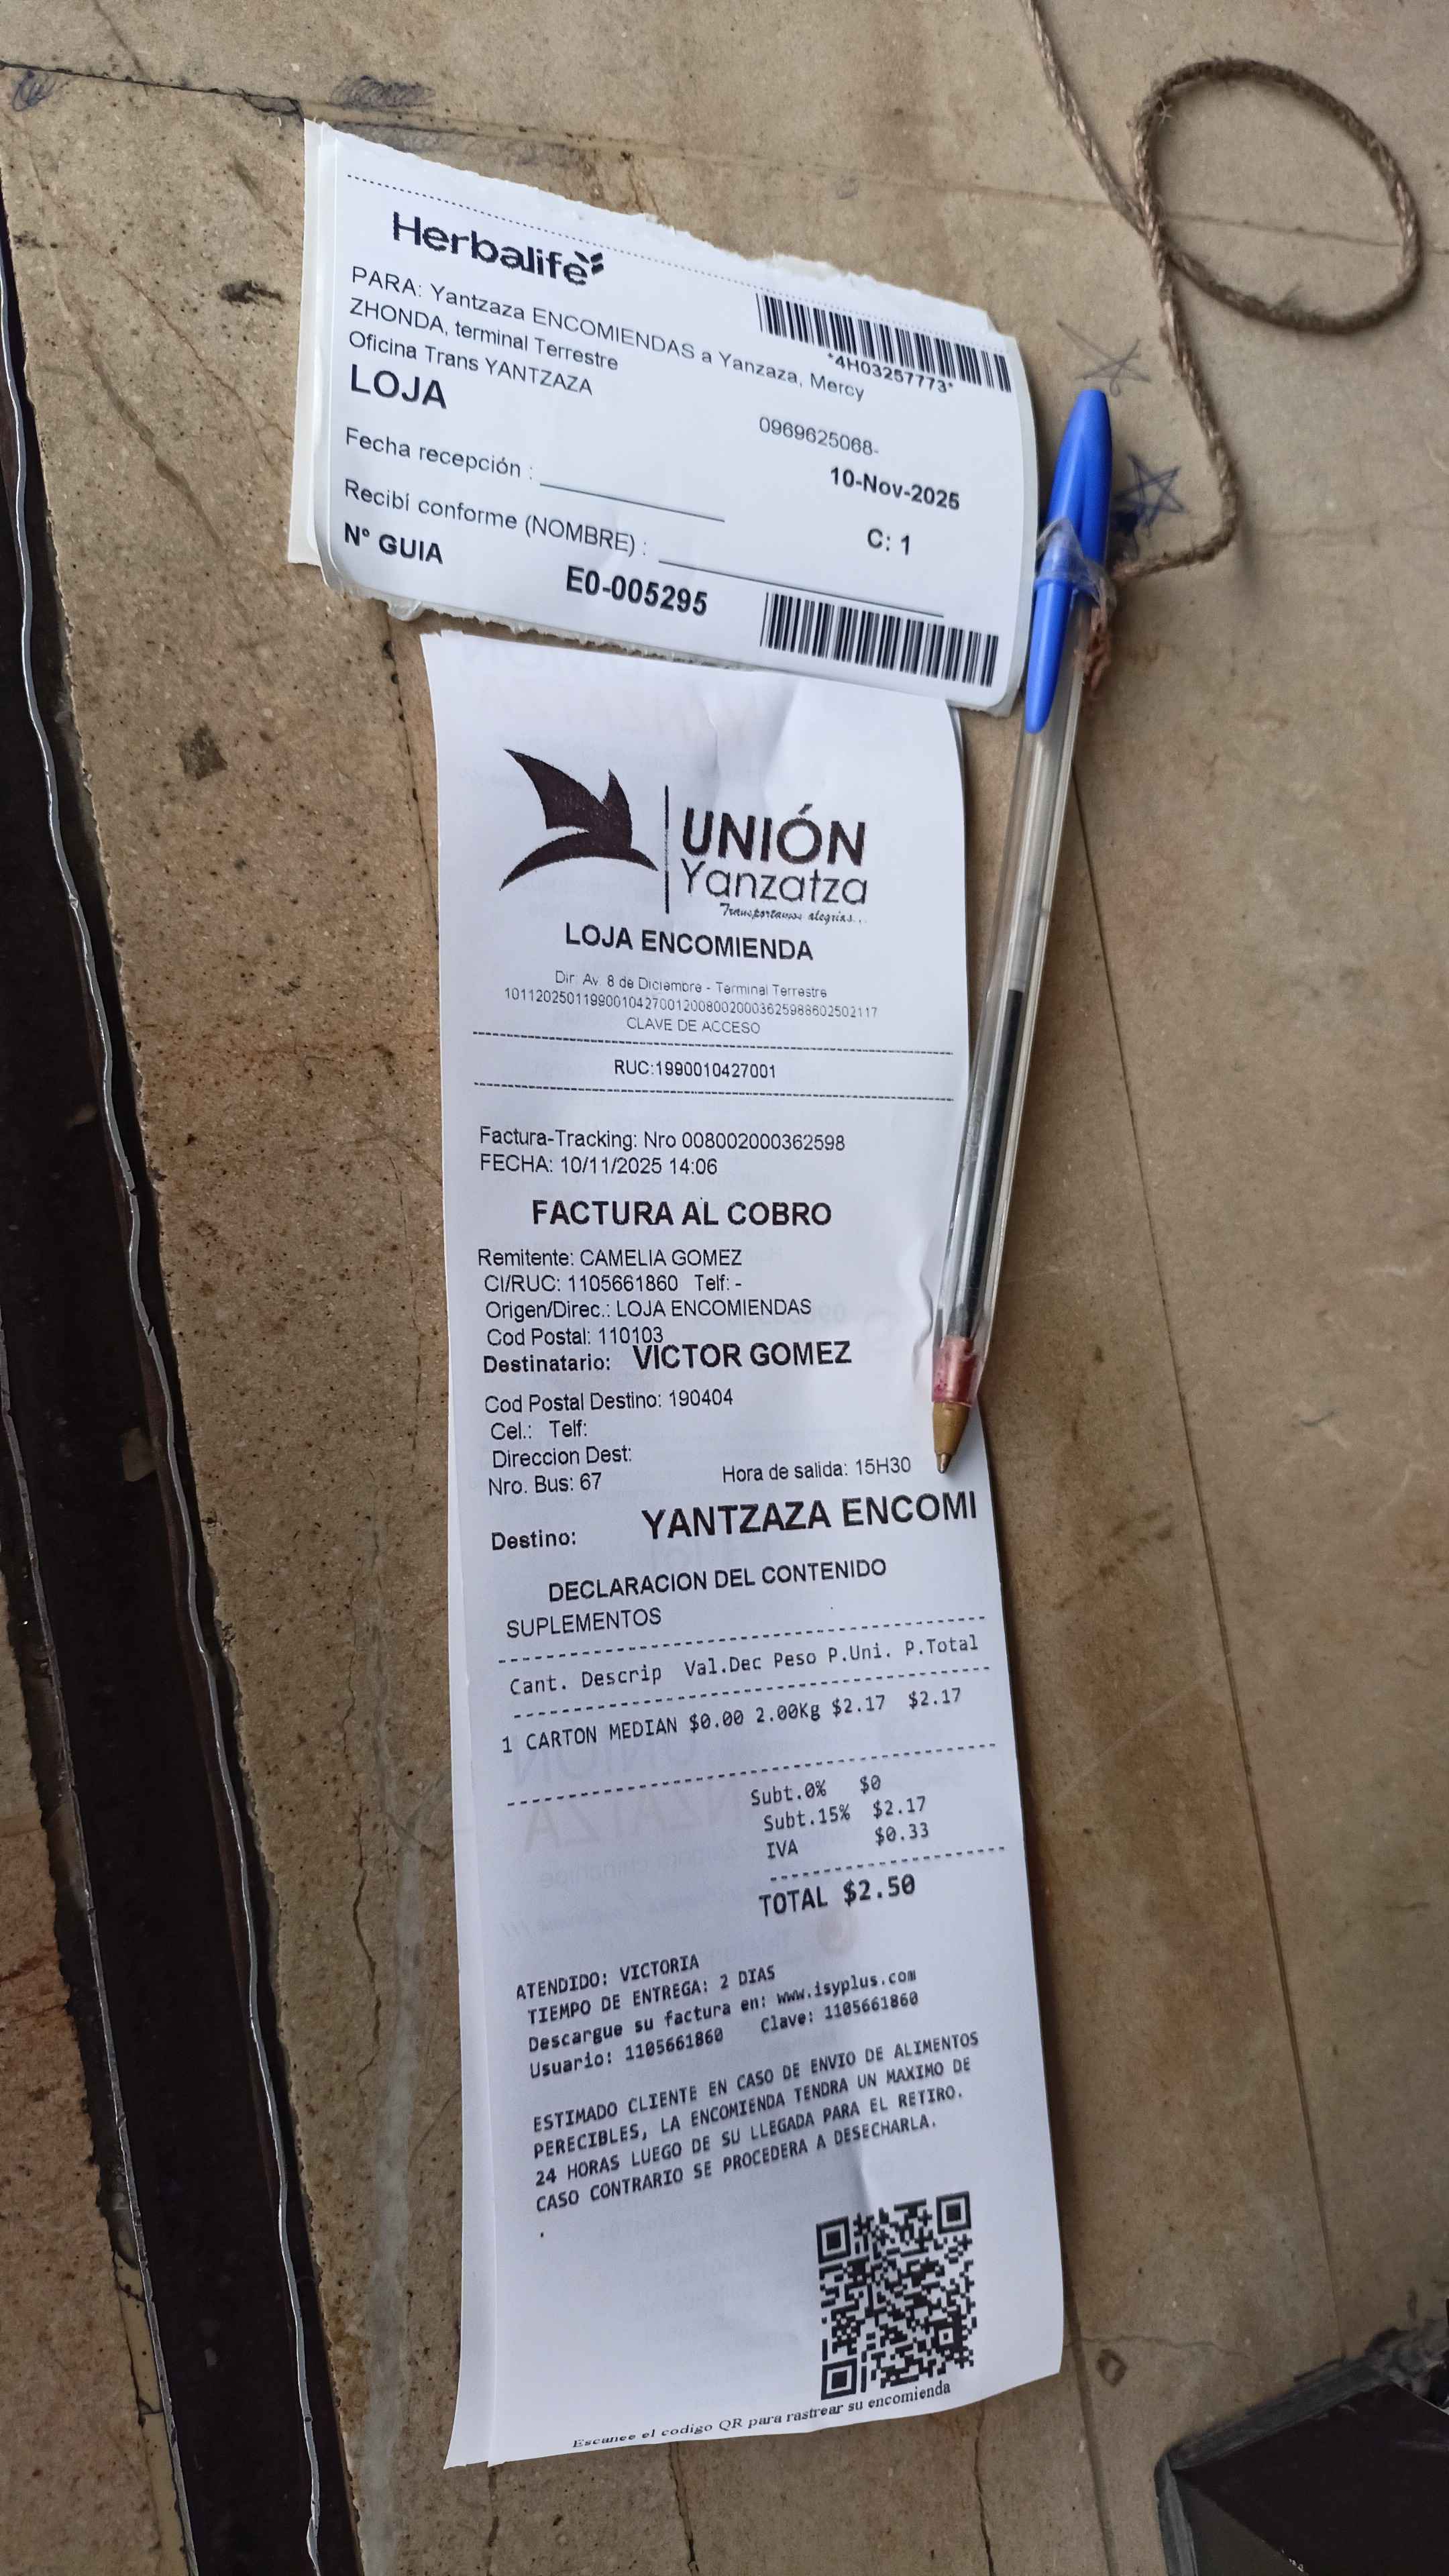 Herbalife
*4H03257773*
PARA: Yantzaza ENCOMIENDAS a Yanzaza, Mercy
ZHONDA, terminal Terrestre
Oficina Trans YANTZAZA
LOJA
0969625068-
10-Nov-2025
Fecha recepción :
C: 1
Recibí conforme (NOMBRE) :
N° GUIA
E0-005295
UNIÓN
Yanzatza
Transportamos alegrías...
LOJA ENCOMIENDA
Dir: Av. 8 de Diciembre - Terminal Terrestre
CLAVE DE ACCESO
RUC:1990010427001
Factura-Tracking: Nro 008002000362598
FECHA: 10/11/2025 14:06
FACTURA AL COBRO
Remitente: CAMELIA GOMEZ
CI/RUC: 1105661860 Telf: -
Origen/Direc.: LOJA ENCOMIENDAS
Cod Postal: 110103
Destinatario: VICTOR GOMEZ
Cod Postal Destino: 190404
Cel.: Telf:
Direccion Dest:
Nro. Bus: 67 Hora de salida: 15H30
Destino: YANTZAZA ENCOMI
DECLARACION DEL CONTENIDO
SUPLEMENTOS
Cant. Descrip Val.Dec Peso P.Uni. P.Total
1 CARTON MEDIAN $0.00 2.00Kg $2.17 $2.17
Subt.0% $0
Subt.15% $2.17
IVA $0.33
TOTAL $2.50
ATENDIDO: VICTORIA
TIEMPO DE ENTREGA: 2 DIAS
Descargue su factura en: www.isyplus.com
Usuario: 1105661860 Clave: 1105661860
ESTIMADO CLIENTE EN CASO DE ENVIO DE ALIMENTOS
PERECIBLES, LA ENCOMIENDA TENDRA UN MAXIMO DE
24 HORAS LUEGO DE SU LLEGADA PARA EL RETIRO.
CASO CONTRARIO SE PROCEDERA A DESECHARLA.
.
Escanee el codigo QR para rastrear su encomienda